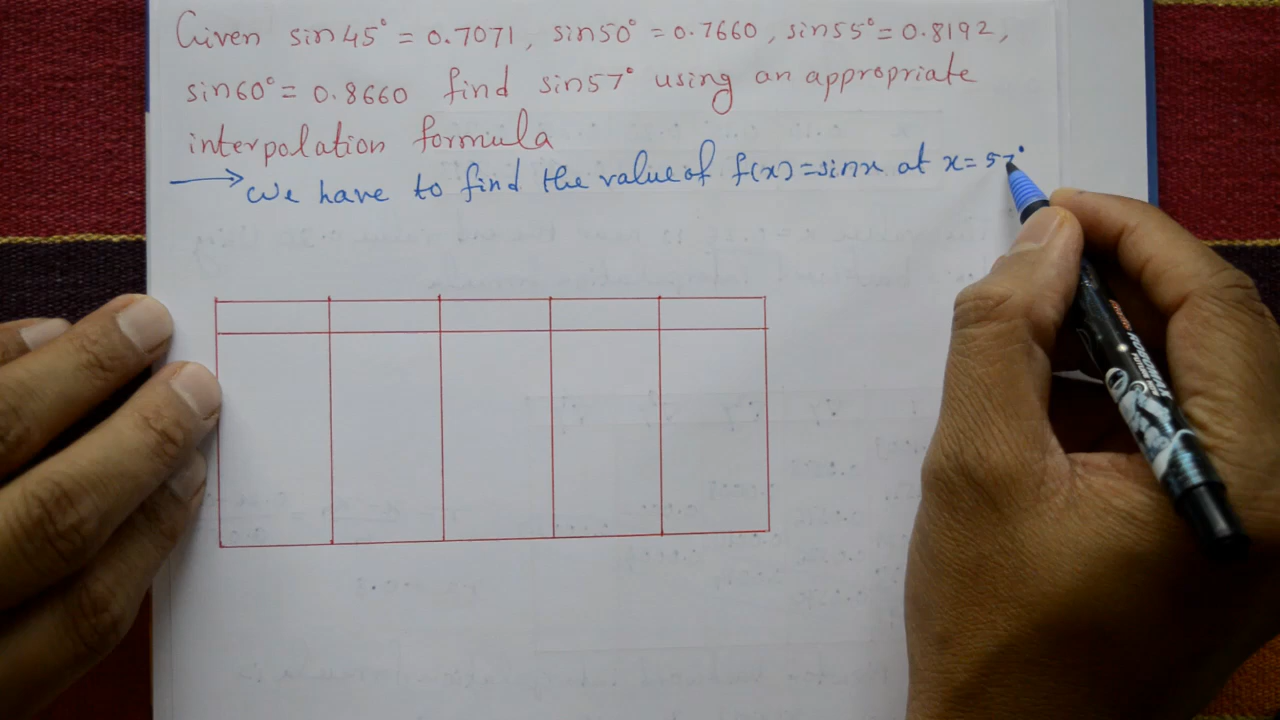 Given sin45° = 0.7071, sin50° = 0.7660, sin55° = 0.8192,
sin60° = 0.8660 find sin57° using an appropriate
interpolation formula
→ We have to find the value of f(x)=sinx at x=57°